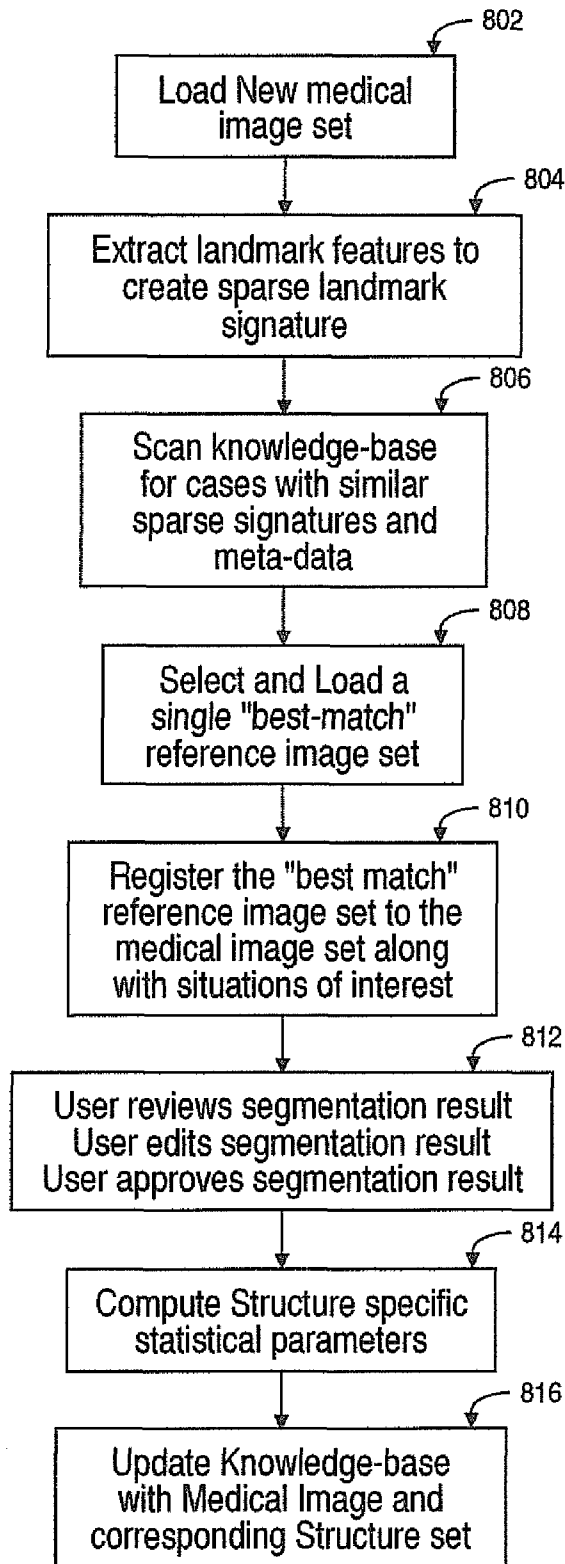 802
Load New medical
image set
804
Extract landmark features to
create sparse landmark
signature
806
Scan knowledge-base
for cases with similar
sparse signatures and
meta-data
808
Select and Load a
single "best-match"
reference image set
810
Register the "best match"
reference image set to the
medical image set along
with situations of interest
812
User reviews segmentation result
User edits segmentation result
User approves segmentation result
814
Compute Structure specific
statistical parameters
816
Update Knowledge-base
with Medical Image and
corresponding Structure set